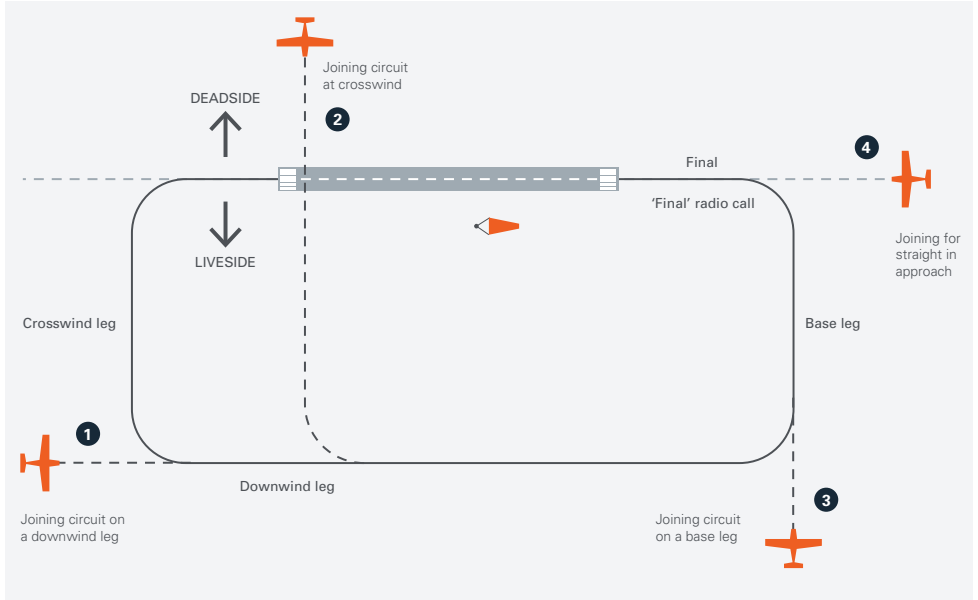 Joining circuit
at crosswind
DEADSIDE
2
4
Final
'Final' radio call
Joining for
straight in
approach
LIVESIDE
Crosswind leg
Base leg
1
Downwind leg
3
Joining circuit on
a downwind leg
Joining circuit
on a base leg